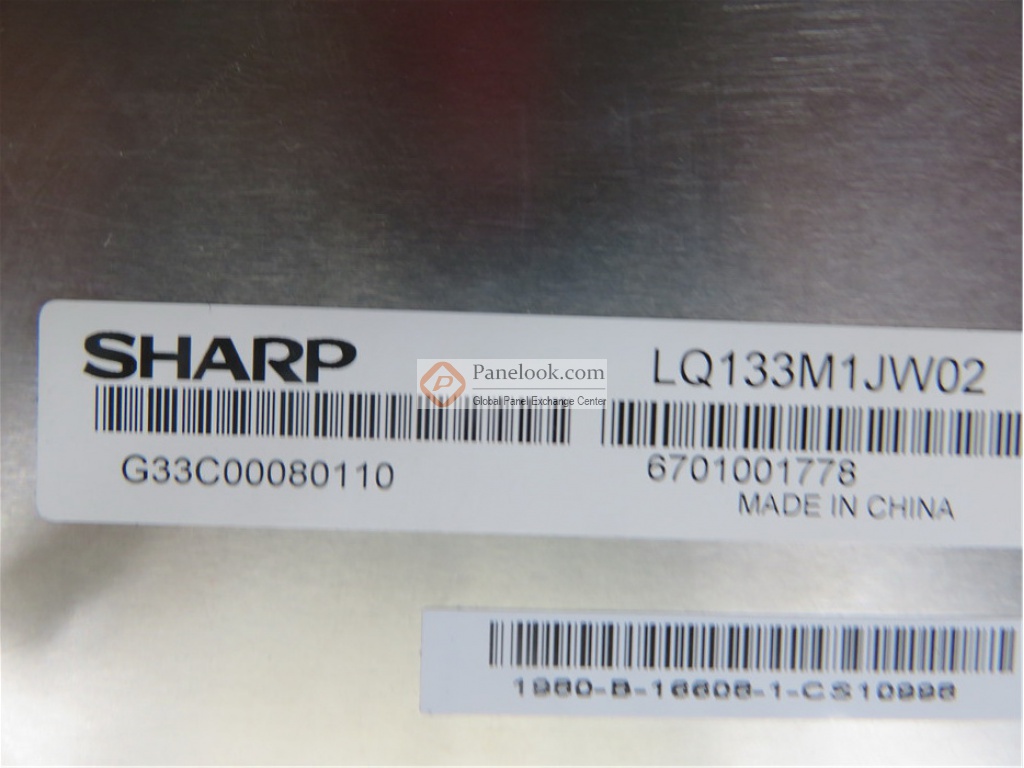 SHARP
LQ133M1JW02
Panelook.com
Global Panel Exchange Center
G33C00080110
6701001778
MADE IN CHINA
1980-B-16608-1-CS10998